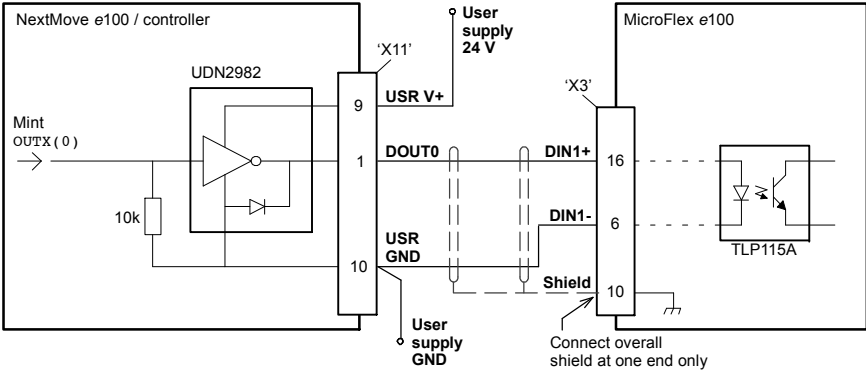 NextMove e100 / controller
MicroFlex e100
User
supply
24 V
'X11'
UDN2982
'X3'
Mint
OUTX(0)
9
USR V+
1
DOUT0
DIN1+
16
10k
DIN1-
6
TLP115A
USR
GND
10
Shield
10
User
supply
GND
Connect overall
shield at one end only